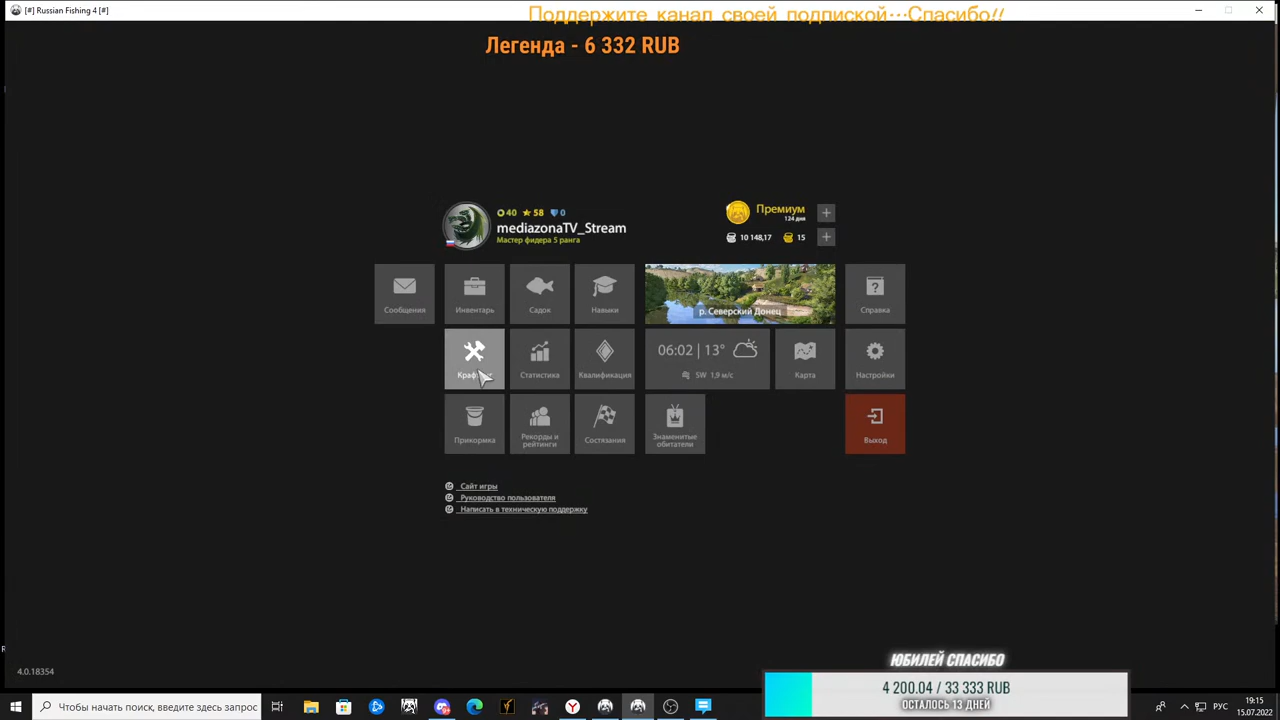 [#] Russian Fishing 4 [#]
Поддержите канал своей подпиской...Спасибо!!
Легенда - 6 332 RUB
40 58 0
mediazonaTV_Stream
Мастер фидера 5 ранга
Премиум
124 дня
10 148,17 15
Сообщения
Инвентарь
Садок
Навыки
р. Северский Донец
Справка
Статистика
Квалификация
06:02 | 13°
SW 1,9 м/с
Карта
Настройки
Прикормка
Рекорды и
рейтинги
Состязания
Знаменитые
обитатели
Выход
Сайт игры
Руководство пользователя
Написать в техническую поддержку
4.0.18354
ЮБИЛЕЙ СПАСИБО
4 200.04 / 33 333 RUB
ОСТАЛОСЬ 13 ДНЕЙ
Чтобы начать поиск, введите здесь запрос
РУС
19:15
15.07.2022